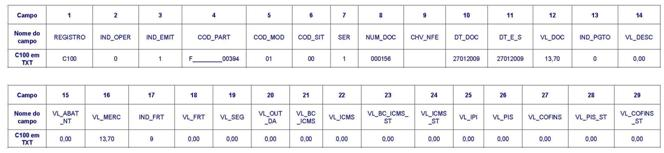 Campo 1 2 3 4 5 6 7 8 9 10 11 12 13 14
Nome do campo REGISTRO IND_OPER IND_EMIT COD_PART COD_MOD COD_SIT SER NUM_DOC CHV_NFE DT_DOC DT_E_S VL_DOC IND_PGTO VL_DESC
C100 em TXT C100 0 1 F________00394 01 00 1 000156 27012009 27012009 13,70 0 0,00
Campo 15 16 17 18 19 20 21 22 23 24 25 26 27 28 29
Nome do campo VL_ABAT_NT VL_MERC IND_FRT VL_FRT VL_SEG VL_OUT_DA VL_BC_ICMS VL_ICMS VL_BC_ICMS_ST VL_ICMS_ST VL_IPI VL_PIS VL_COFINS VL_PIS_ST VL_COFINS_ST
C100 em TXT 0,00 13,70 9 0,00 0,00 0,00 0,00 0,00 0,00 0,00 0,00 0,00 0,00 0,00 0,00